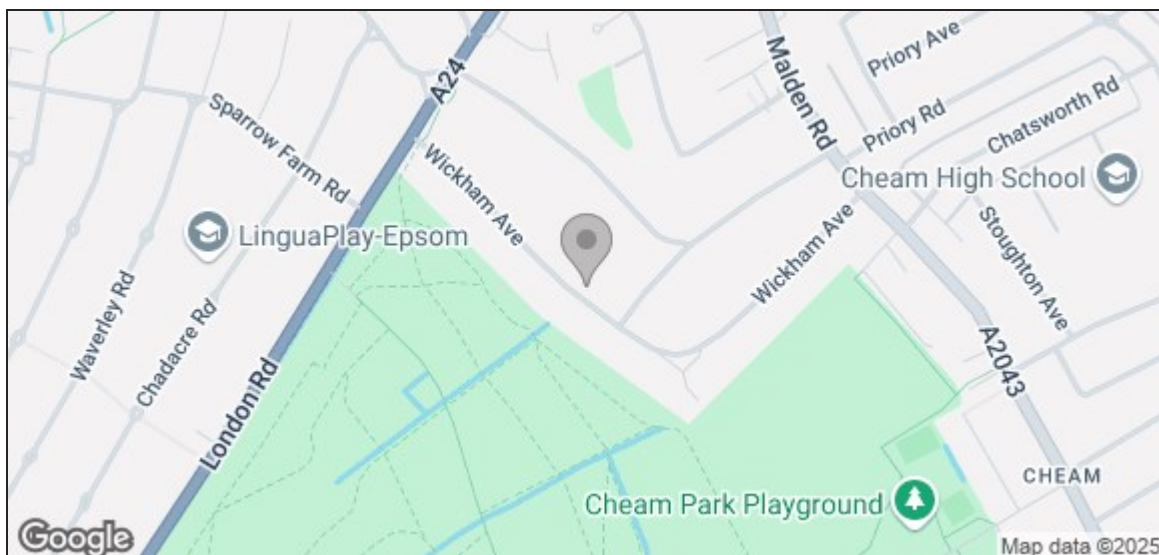 A24
Malden Rd
Priory Ave
Sparrow Farm Rd
Priory Rd
Chatsworth Rd
Wickham Ave
Cheam High School
LinguaPlay-Epsom
Wickham Ave
Stoughton Ave
Waverley Rd
Chadacre Rd
A2043
London Rd
CHEAM
Cheam Park Playground
Google
Map data ©2025